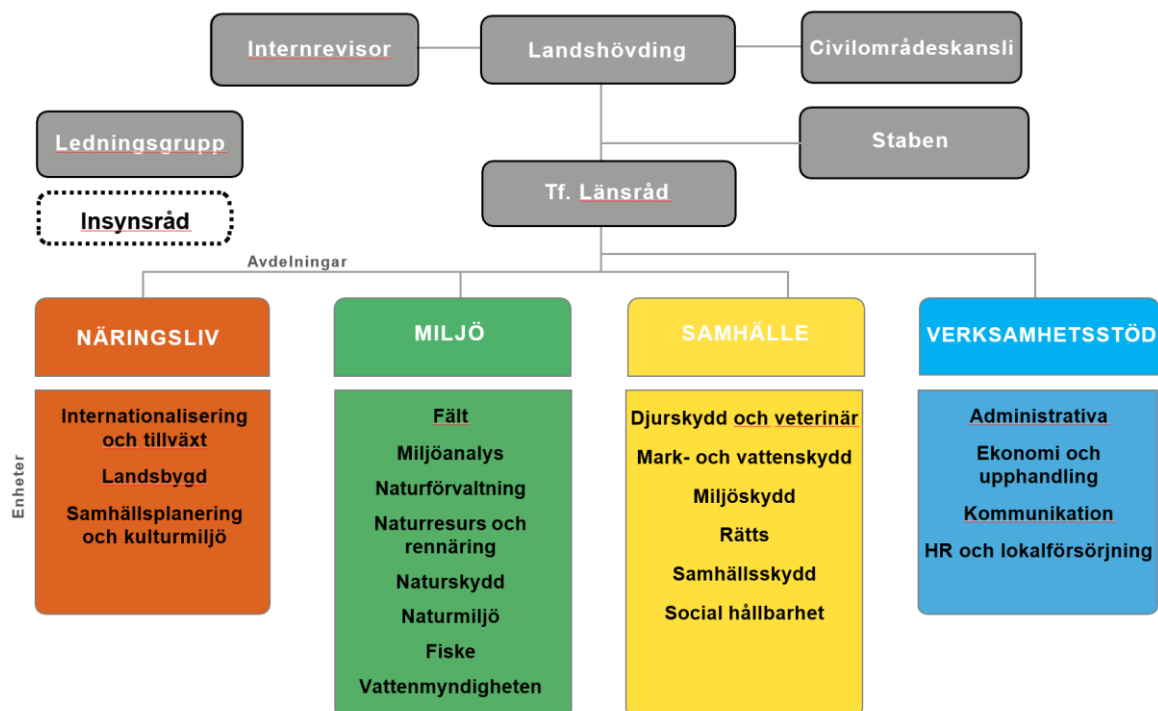 Internrevisor
Landshövding
Civilområdeskansli
Ledningsgrupp
Staben
Tf. Länsråd
Insynsråd
Avdelningar
NÄRINGSLIV
MILJÖ
SAMHÄLLE
VERKSAMHETSSTÖD
Enheter
Internationalisering
och tillväxt
Landsbygd
Samhällsplanering
och kulturmiljö
Fält
Miljöanalys
Naturförvaltning
Naturresurs och
rennäring
Naturskydd
Naturmiljö
Fiske
Vattenmyndigheten
Djurskydd och veterinär
Mark- och vattenskydd
Miljöskydd
Rätts
Samhällsskydd
Social hållbarhet
Administrativa
Ekonomi och
upphandling
Kommunikation
HR och lokalförsörjning